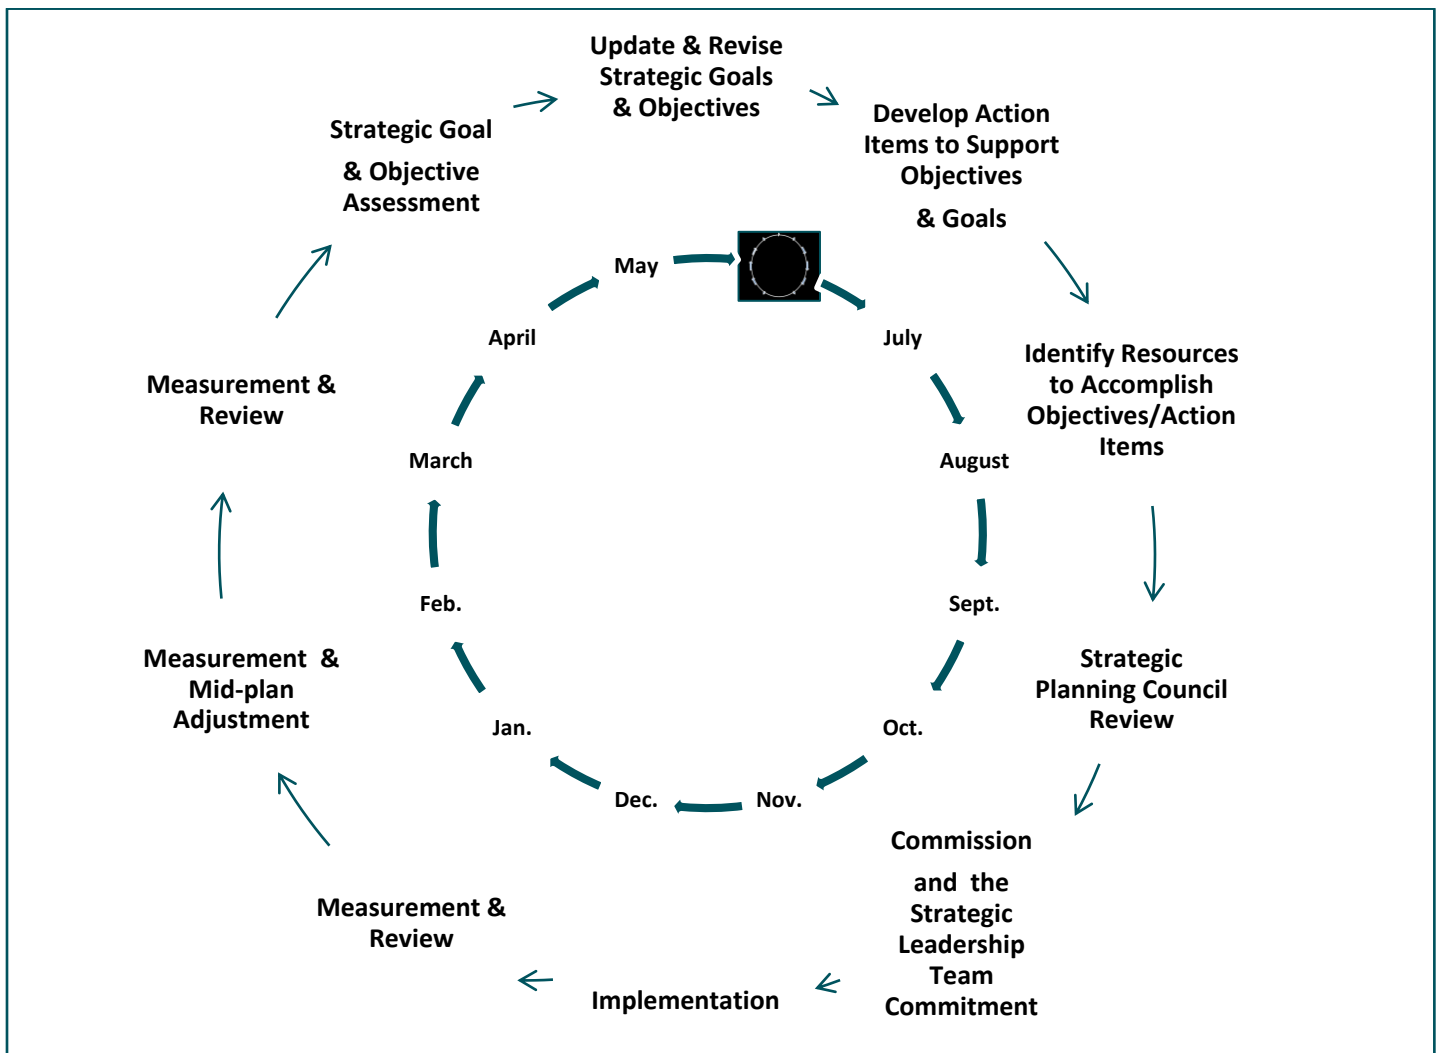 Update & Revise
Strategic Goals
& Objectives
Develop Action
Items to Support
Objectives
& Goals
Identify Resources
to Accomplish
Objectives/Action
Items
Strategic
Planning Council
Review
Commission
and the
Strategic
Leadership
Team
Commitment
Implementation
Measurement &
Review
Measurement &
Mid-plan
Adjustment
Measurement &
Review
Strategic Goal
& Objective
Assessment
May
July
August
Sept.
Oct.
Nov.
Dec.
Jan.
Feb.
March
April